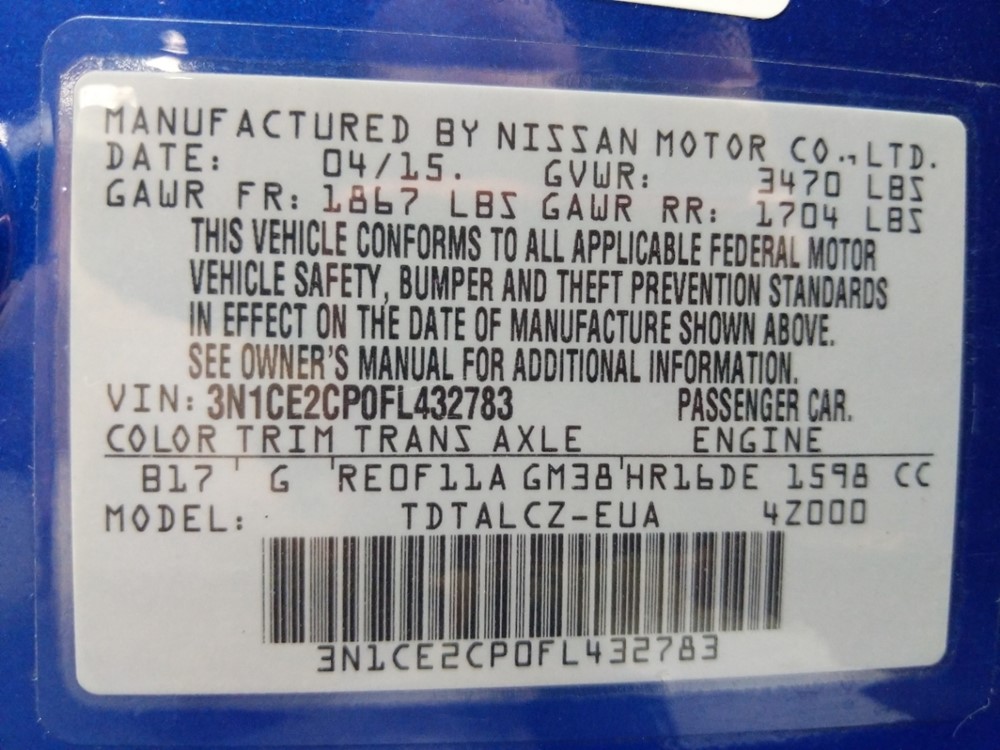 MANUFACTURED BY NISSAN MOTOR CO.,LTD.
DATE: 04/15. GVWR: 3470 LBS
GAWR FR: 1867 LBS GAWR RR: 1704 LBS
THIS VEHICLE CONFORMS TO ALL APPLICABLE FEDERAL MOTOR
VEHICLE SAFETY, BUMPER AND THEFT PREVENTION STANDARDS
IN EFFECT ON THE DATE OF MANUFACTURE SHOWN ABOVE.
SEE OWNER'S MANUAL FOR ADDITIONAL INFORMATION.
VIN: 3N1CE2CP0FL432783 PASSENGER CAR.
COLOR TRIM TRANS AXLE ENGINE
B17 G RE0F11A GM38 HR16DE 1598 CC
MODEL: TDTALCZ-EUA 4Z000
3N1CE2CP0FL432783